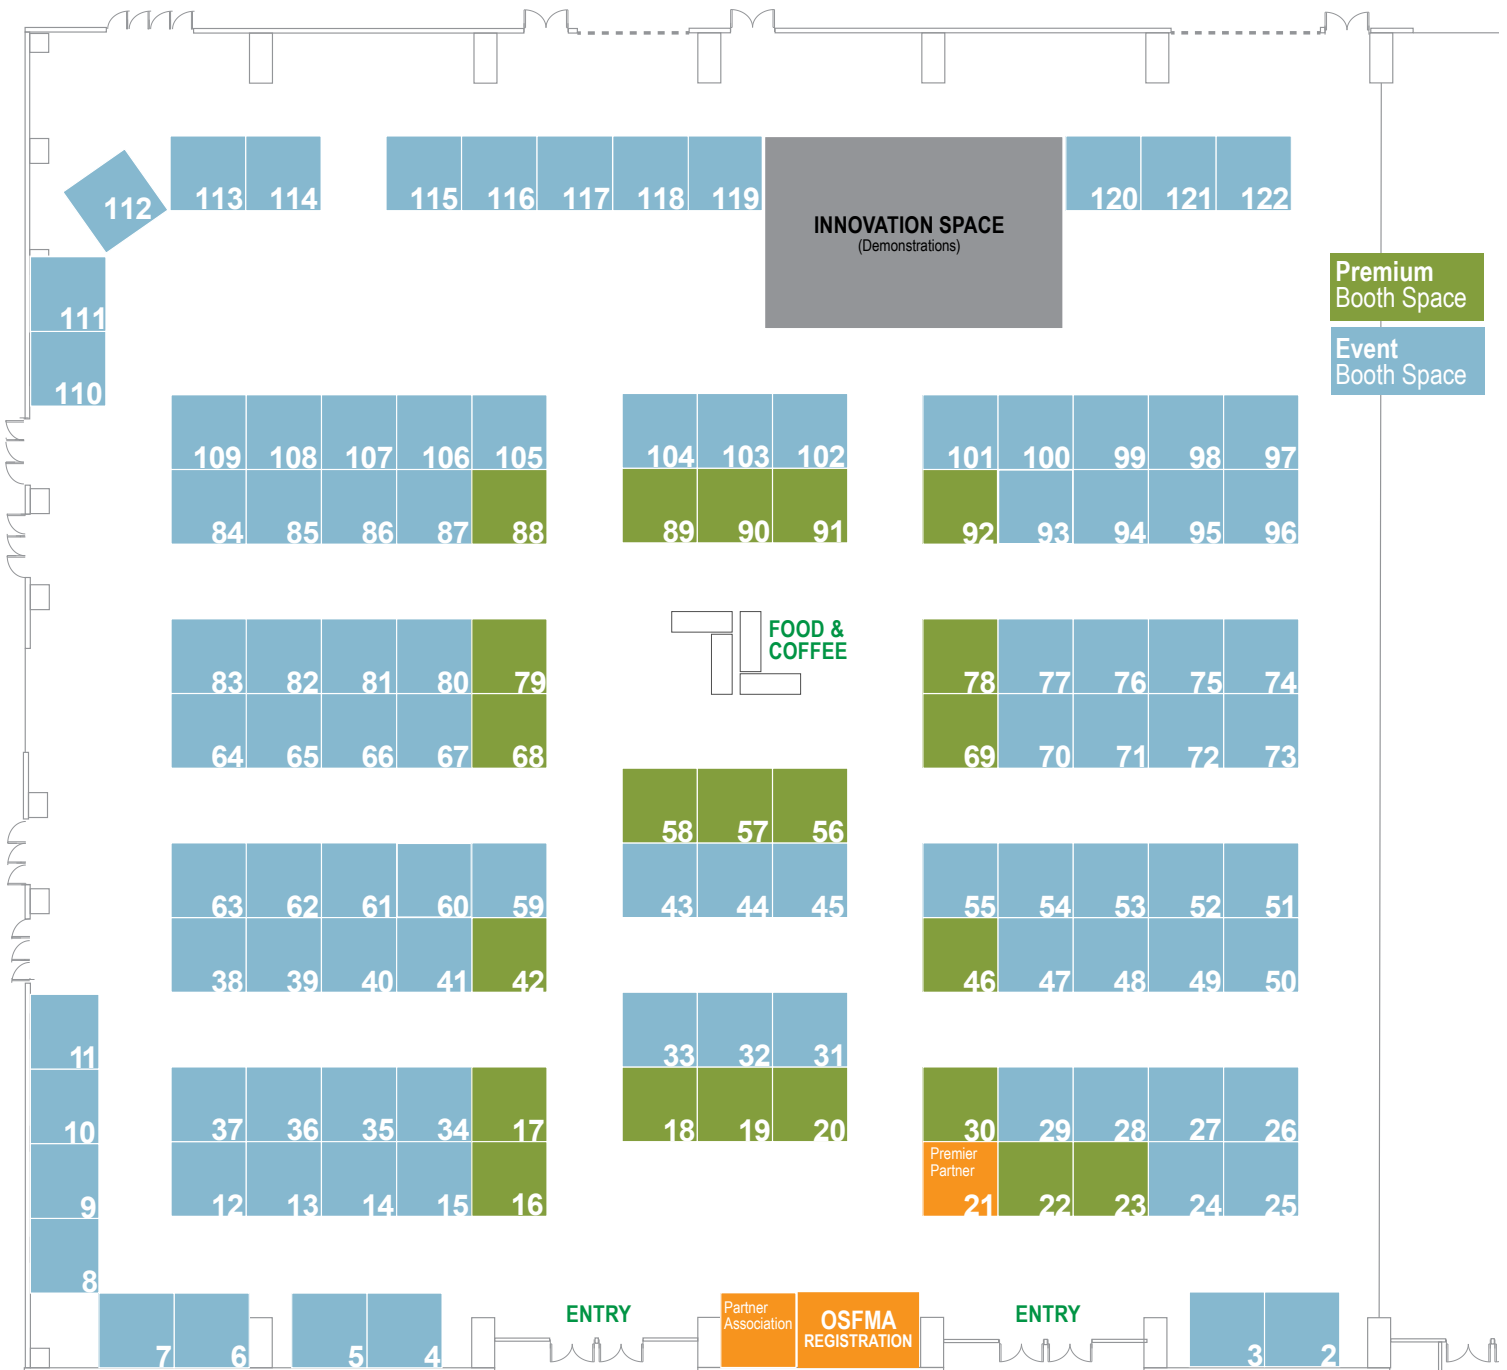 112
113 114
115 116 117 118 119
INNOVATION SPACE
(Demonstrations)
120 121 122
Premium
Booth Space
Event
Booth Space
111
110
109 108 107 106 105
84 85 86 87 88
104 103 102
89 90 91
101 100 99 98 97
92 93 94 95 96
FOOD &
COFFEE
83 82 81 80 79
64 65 66 67 68
78 77 76 75 74
69 70 71 72 73
58 57 56
43 44 45
63 62 61 60 59
38 39 40 41 42
55 54 53 52 51
46 47 48 49 50
11
10
9
8
33 32 31
18 19 20
37 36 35 34 17
12 13 14 15 16
30 29 28 27 26
Premier
Partner
21 22 23 24 25
7 6
5 4
ENTRY
Partner
Association
OSFMA
REGISTRATION
ENTRY
3 2